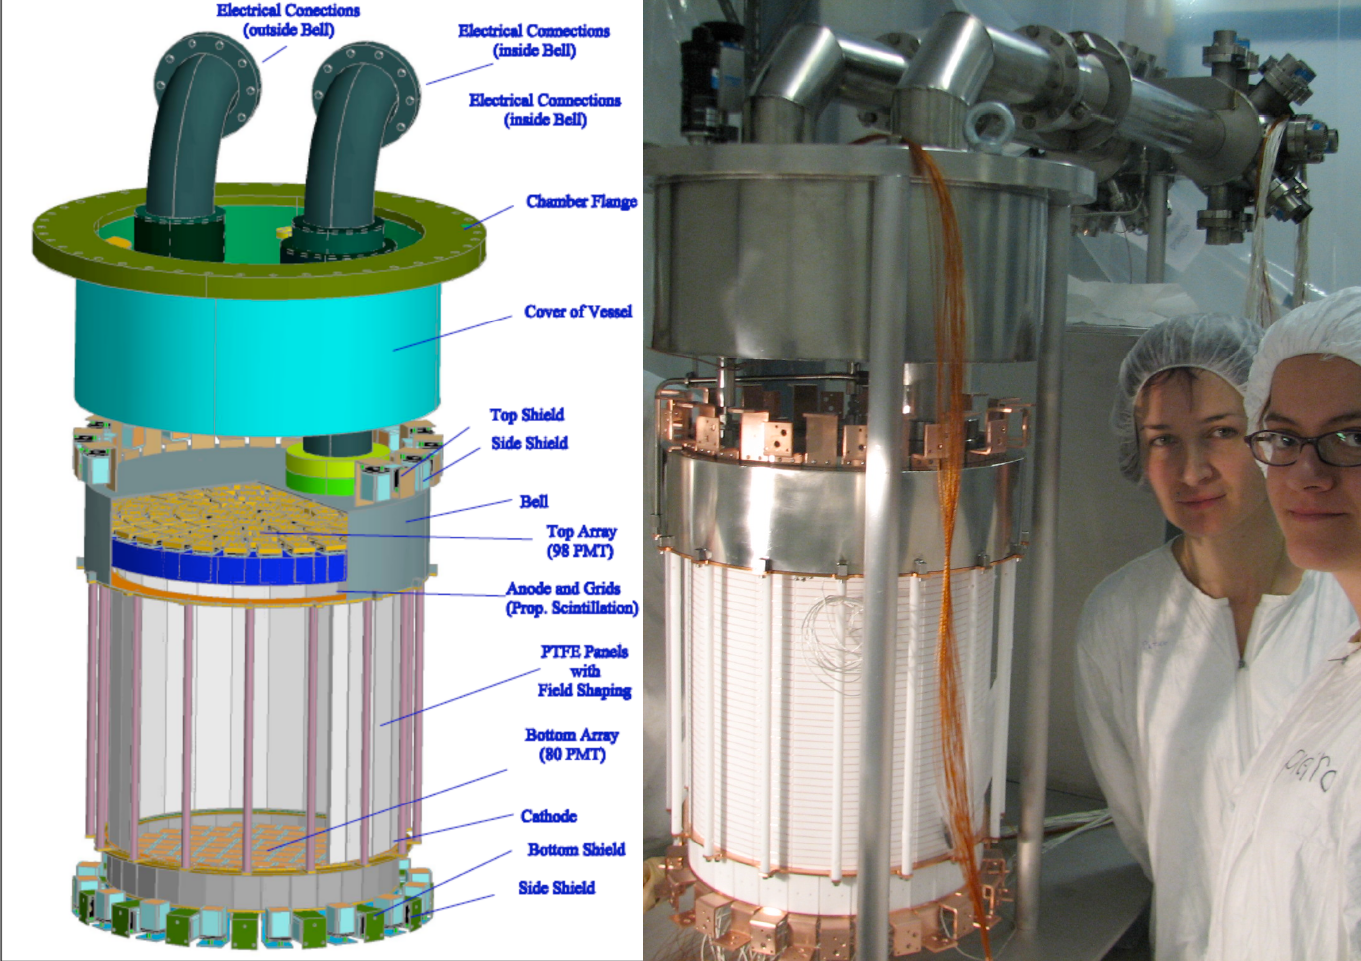 Electrical Conections
(outside Bell)
Electrical Connections
(inside Bell)
Electrical Connections
(inside Bell)
Chamber Flange
Cover of Vessel
Top Shield
Side Shield
Bell
Top Array
(98 PMT)
Anode and Grids
(Prop. Scintillation)
PTFE Panels
with
Field Shaping
Bottom Array
(80 PMT)
Cathode
Bottom Shield
Side Shield